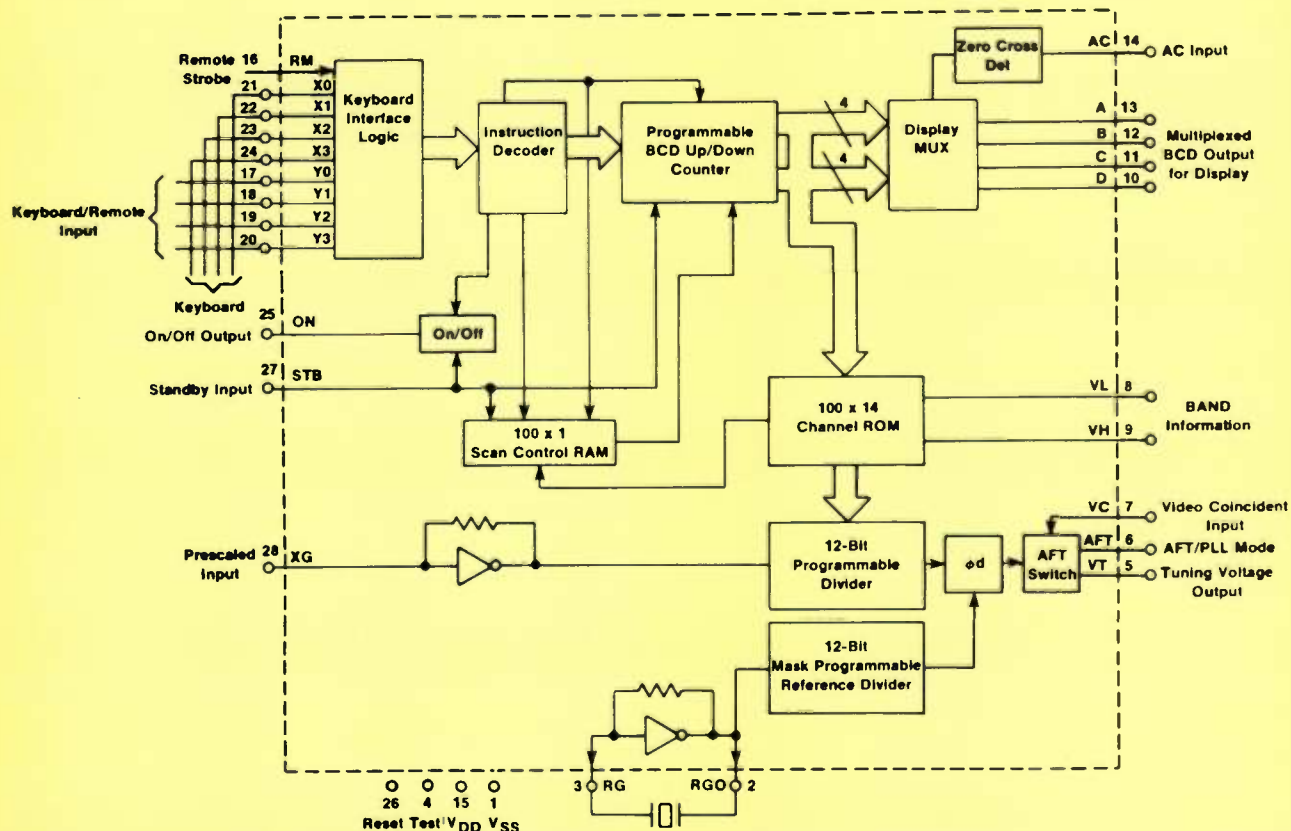 Remote 16 RM
Strobe
21 X0
22 X1
23 X2
24 X3
17 Y0
18 Y1
19 Y2
20 Y3
Keyboard/Remote
Input
Keyboard
Keyboard
Interface
Logic
Instruction
Decoder
Programmable
BCD Up/Down
Counter
4
4
Display
MUX
Zero Cross
Det
AC 14 AC Input
A 13
B 12
C 11
D 10
Multiplexed
BCD Output
for Display
25 ON
On/Off Output
On/Off
27 STB
Standby Input
100 x 1
Scan Control RAM
100 x 14
Channel ROM
VL 8
VH 9
BAND
Information
Prescaled
Input
28 XG
12-Bit
Programmable
Divider
ϕd
AFT
Switch
VC 7 Video Coincident
Input
AFT 6 AFT/PLL Mode
VT 5 Tuning Voltage
Output
12-Bit
Mask Programmable
Reference Divider
3 RG
RGO 2
26 4 15 1
Reset Test VDD VSS